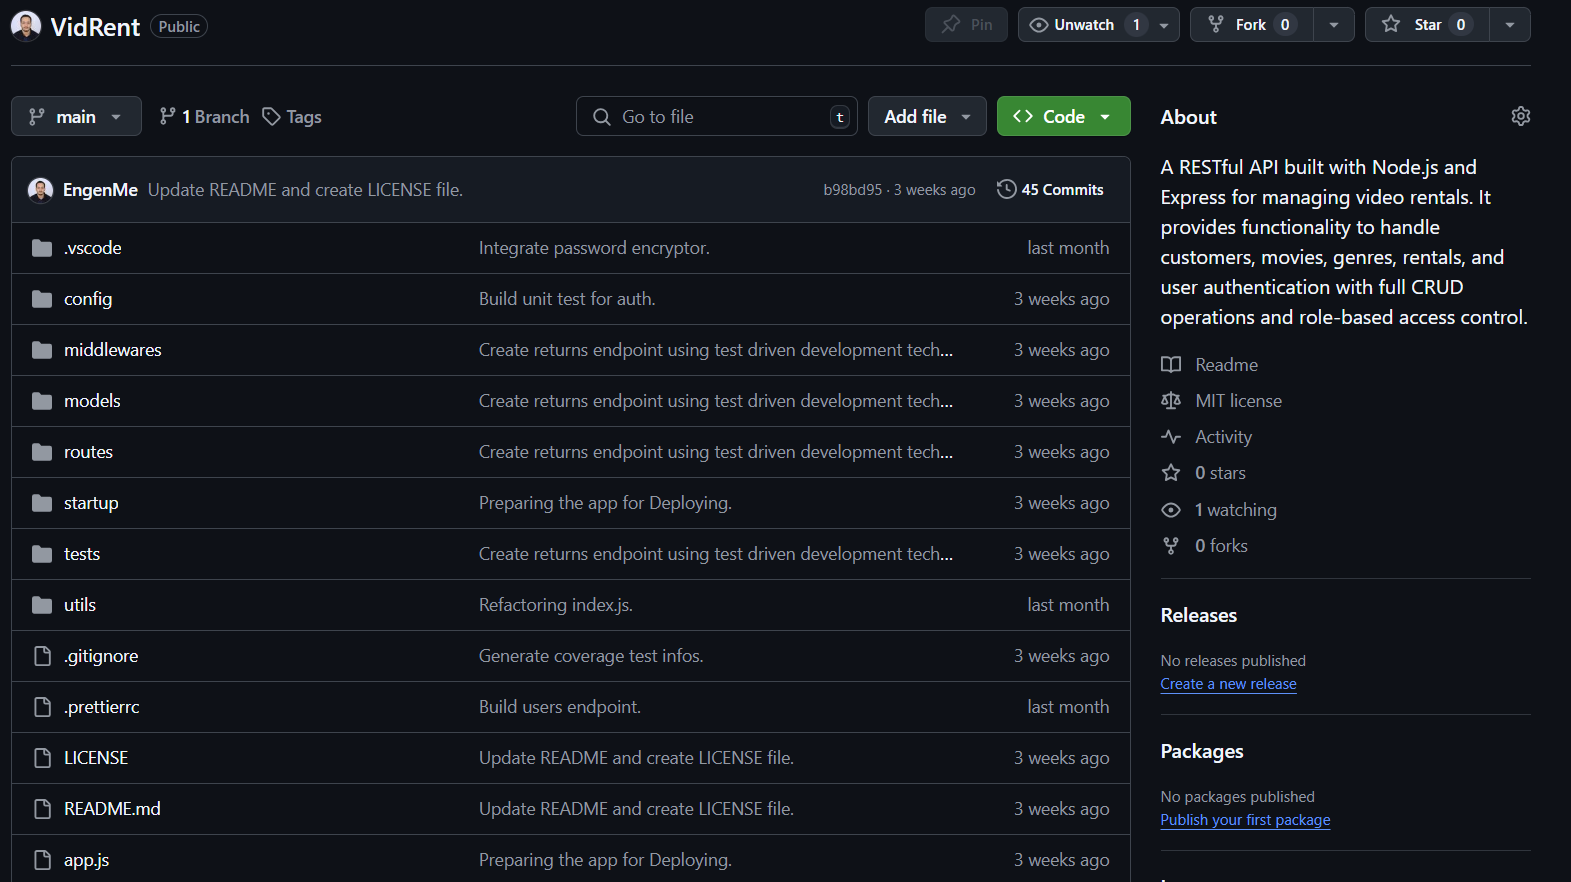 VidRent Public
Pin Unwatch 1 Fork 0 Star 0
main 1 Branch Tags Go to file t Add file Code
EngenMe Update README and create LICENSE file. b98bd95 · 3 weeks ago 45 Commits
.vscode Integrate password encryptor. last month
config Build unit test for auth. 3 weeks ago
middlewares Create returns endpoint using test driven development tech... 3 weeks ago
models Create returns endpoint using test driven development tech... 3 weeks ago
routes Create returns endpoint using test driven development tech... 3 weeks ago
startup Preparing the app for Deploying. 3 weeks ago
tests Create returns endpoint using test driven development tech... 3 weeks ago
utils Refactoring index.js. last month
.gitignore Generate coverage test infos. 3 weeks ago
.prettierrc Build users endpoint. last month
LICENSE Update README and create LICENSE file. 3 weeks ago
README.md Update README and create LICENSE file. 3 weeks ago
app.js Preparing the app for Deploying. 3 weeks ago
About
A RESTful API built with Node.js and
Express for managing video rentals. It
provides functionality to handle
customers, movies, genres, rentals, and
user authentication with full CRUD
operations and role-based access control.
Readme
MIT license
Activity
0 stars
1 watching
0 forks
Releases
No releases published
Create a new release
Packages
No packages published
Publish your first package